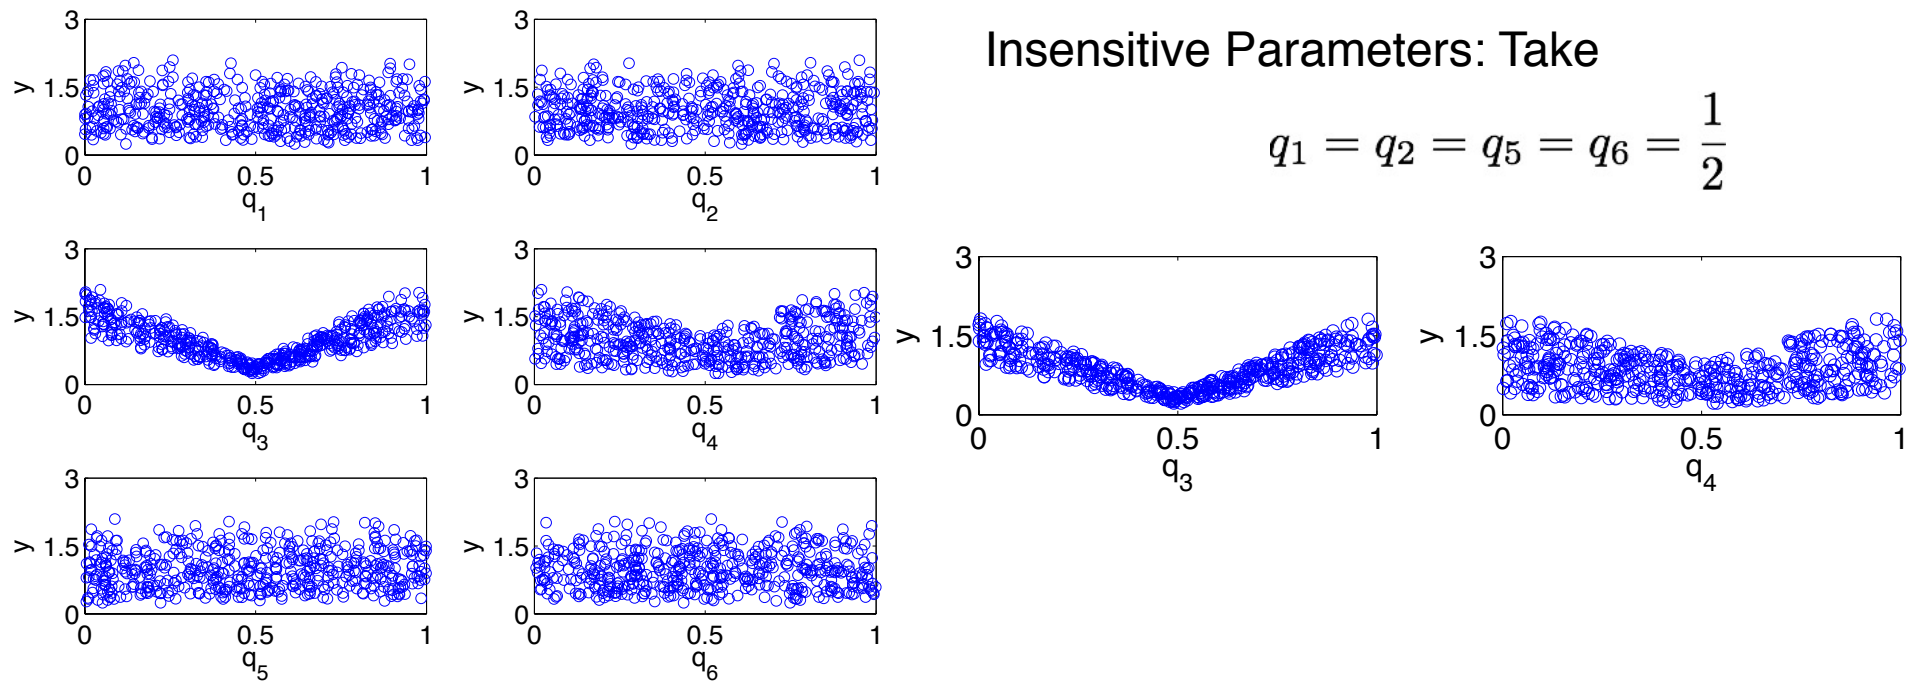 Insensitive Parameters: Take
q₁ = q₂ = q₅ = q₆ = 1/2
3
y 1.5
0
0 0.5 1
q₁
3
y 1.5
0
0 0.5 1
q₂
3
y 1.5
0
0 0.5 1
q₃
3
y 1.5
0
0 0.5 1
q₄
3
y 1.5
0
0 0.5 1
q₃
3
y 1.5
0
0 0.5 1
q₄
3
y 1.5
0
0 0.5 1
q₅
3
y 1.5
0
0 0.5 1
q₆